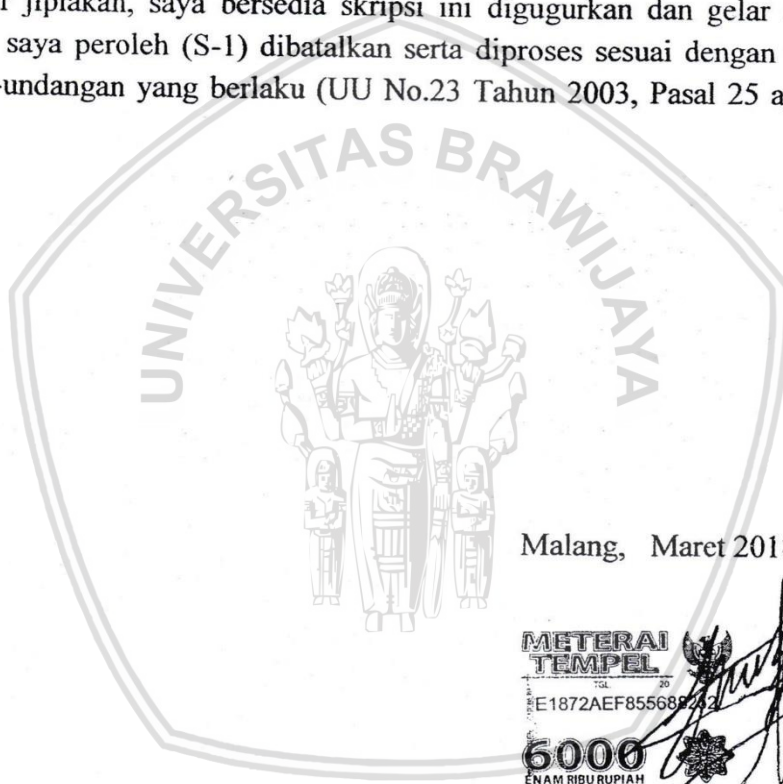 jiplakan, saya bersedia skripsi ini digugurkan dan gelar
saya peroleh (S-1) dibatalkan serta diproses sesuai dengan
-undangan yang berlaku (UU No.23 Tahun 2003, Pasal 25 a
UNIVERSITAS BRAWIJAYA
Malang, Maret 201
METERAI
TEMPEL
TGL. 20
6000
ENAM RIBU RUPIAH